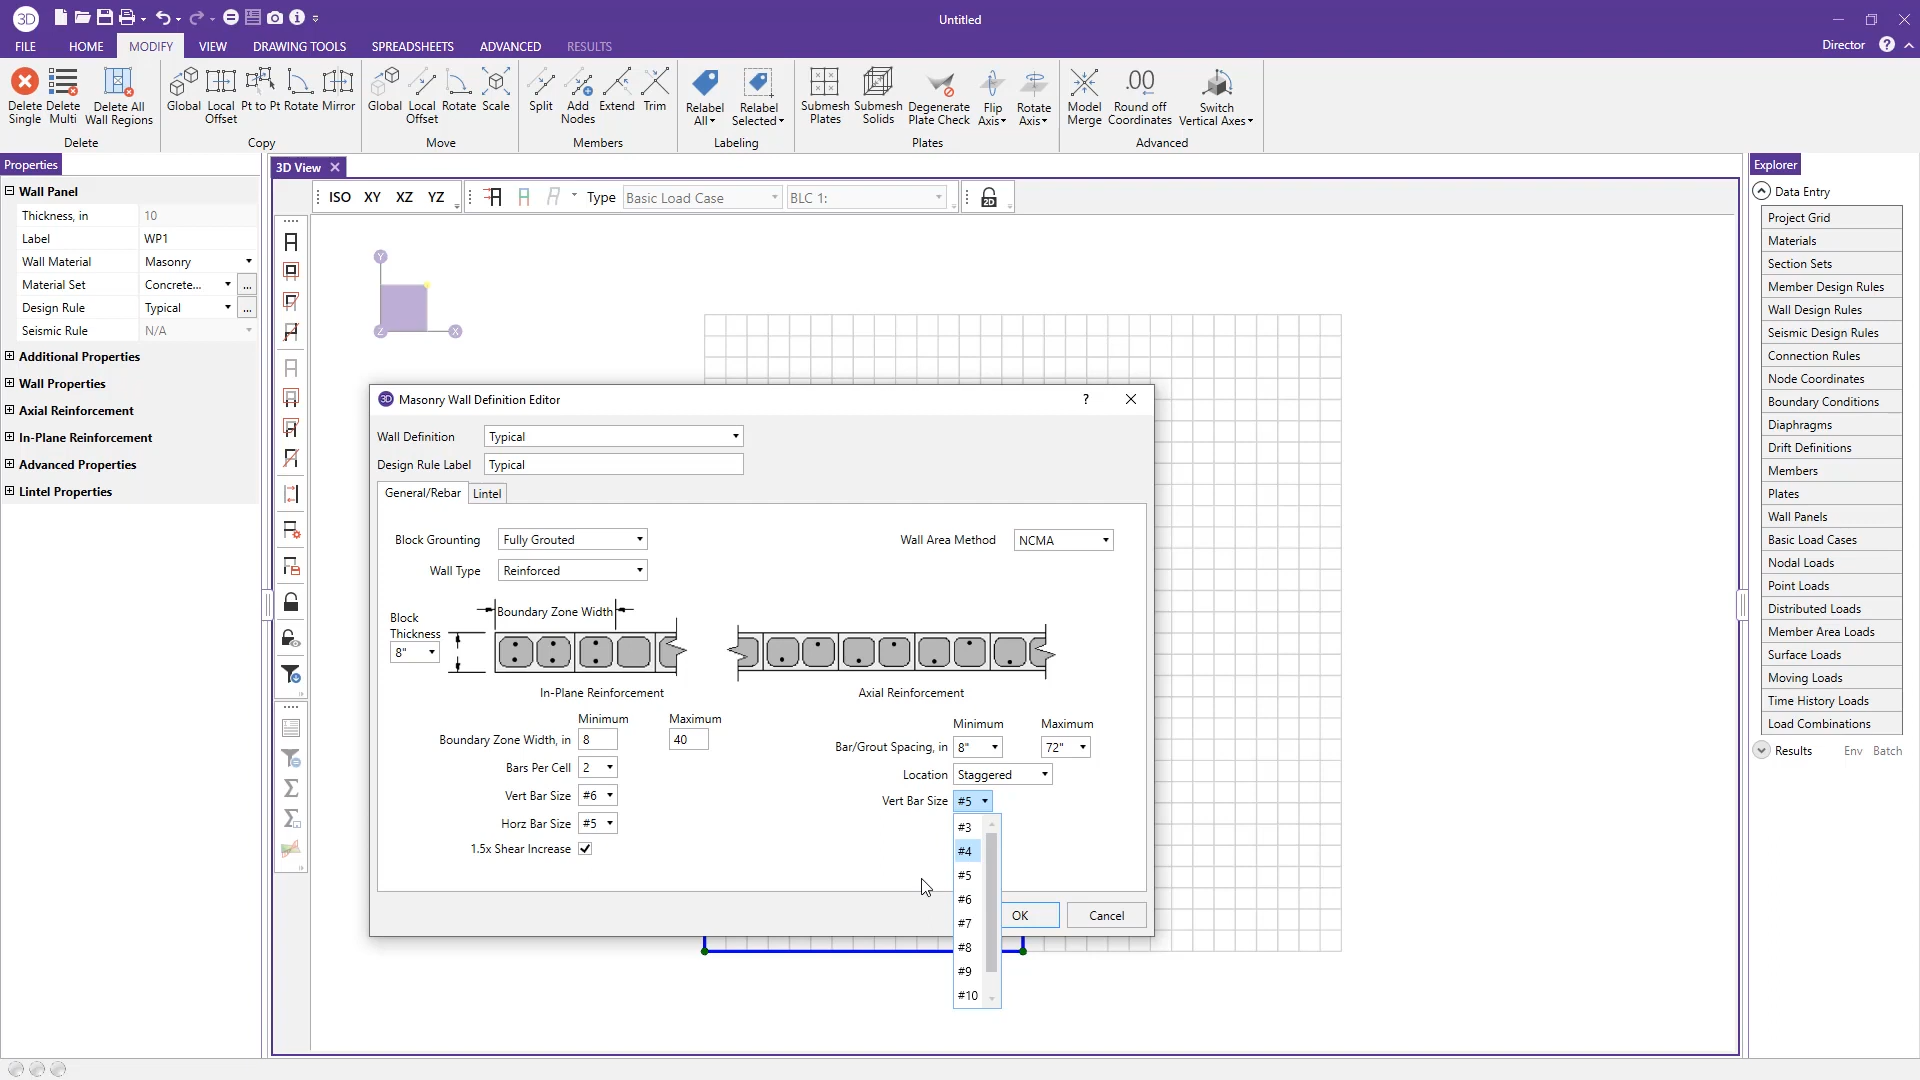 3D
Untitled
FILE
HOME
MODIFY
VIEW
DRAWING TOOLS
SPREADSHEETS
ADVANCED
RESULTS
Director
?
Delete Single
Delete Multi
Delete All Wall Regions
Delete
Global
Local Offset
Pt to Pt
Rotate
Mirror
Copy
Global
Local Offset
Rotate
Scale
Move
Split
Add Nodes
Extend
Trim
Members
Relabel All
Relabel Selected
Labeling
Submesh Plates
Submesh Solids
Degenerate Plate Check
Flip Axis
Rotate Axis
Plates
Model Merge
.00
Round off Coordinates
Switch Vertical Axes
Advanced
Properties
Wall Panel
Thickness, in 10
Label WP1
Wall Material Masonry
Material Set Concrete... ...
Design Rule Typical ...
Seismic Rule N/A
Additional Properties
Wall Properties
Axial Reinforcement
In-Plane Reinforcement
Advanced Properties
Lintel Properties
3D View
ISO XY XZ YZ
Type Basic Load Case BLC 1:
2D
Y
Z
X
3D Masonry Wall Definition Editor ?
Wall Definition Typical
Design Rule Label Typical
General/Rebar Lintel
Block Grounting Fully Grouted
Wall Area Method NCMA
Wall Type Reinforced
Block Thickness
8"
Boundary Zone Width
In-Plane Reinforcement
Axial Reinforcement
Minimum Maximum
Boundary Zone Width, in 8 40
Bars Per Cell 2
Vert Bar Size #6
Horz Bar Size #5
1.5x Shear Increase
Minimum Maximum
Bar/Grout Spacing, in 8" 72"
Location Staggered
Vert Bar Size #5
#3
#4
#5
#6
#7
#8
#9
#10
OK
Cancel
Explorer
Data Entry
Project Grid
Materials
Section Sets
Member Design Rules
Wall Design Rules
Seismic Design Rules
Connection Rules
Node Coordinates
Boundary Conditions
Diaphragms
Drift Definitions
Members
Plates
Wall Panels
Basic Load Cases
Nodal Loads
Point Loads
Distributed Loads
Member Area Loads
Surface Loads
Moving Loads
Time History Loads
Load Combinations
Results Env Batch